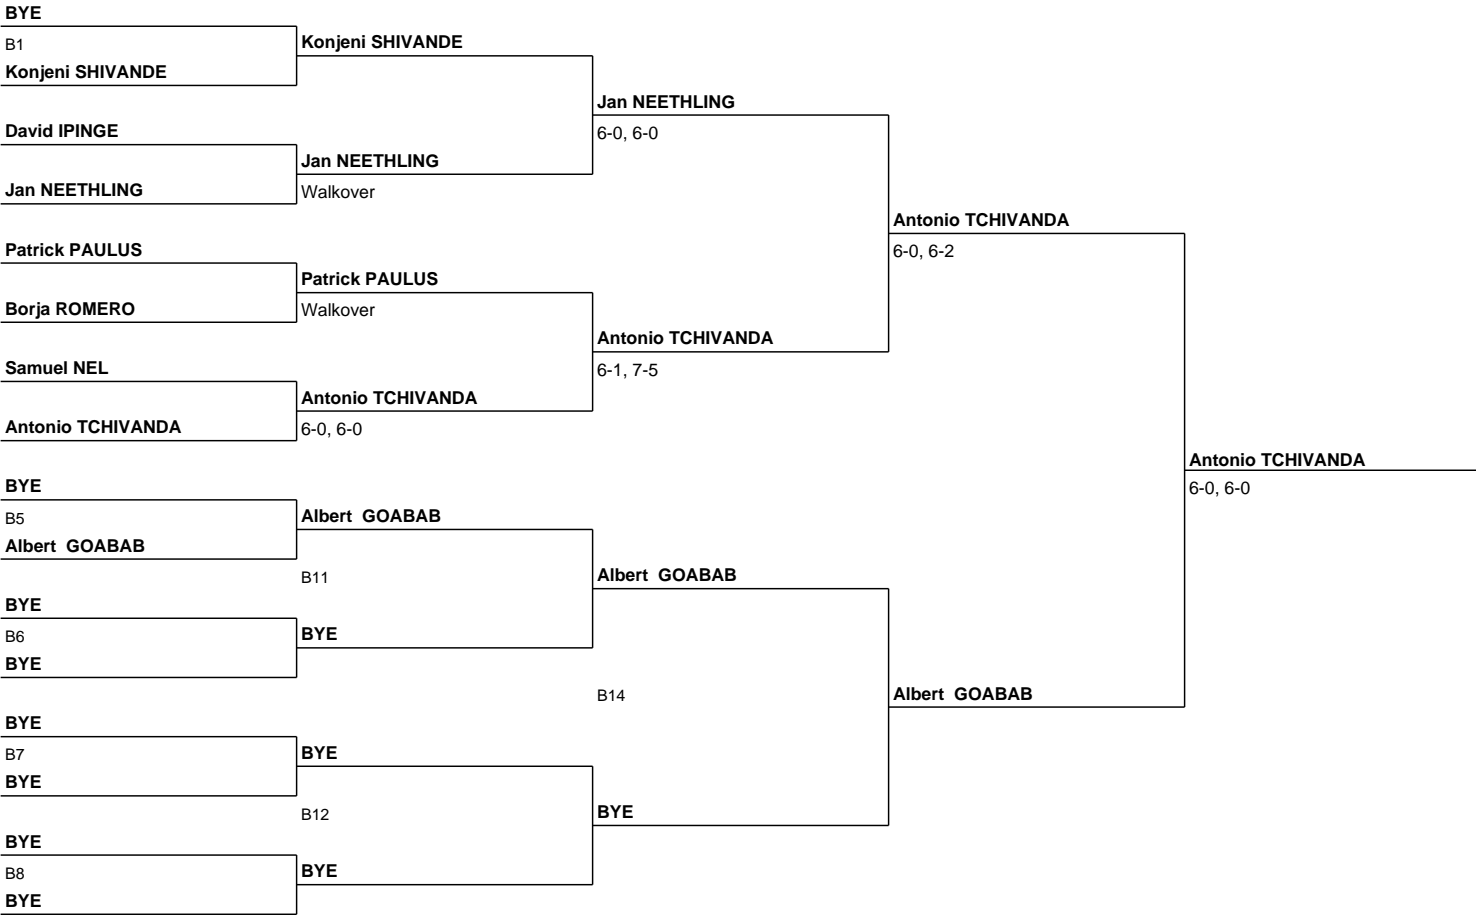 BYE
B1
Konjeni SHIVANDE
David IPINGE
Jan NEETHLING
Patrick PAULUS
Borja ROMERO
Samuel NEL
Antonio TCHIVANDA
BYE
B5
Albert  GOABAB
BYE
B6
BYE
BYE
B7
BYE
BYE
B8
BYE
Konjeni SHIVANDE
Jan NEETHLING
Walkover
Patrick PAULUS
Walkover
Antonio TCHIVANDA
6-0, 6-0
Albert  GOABAB
B11
BYE
BYE
B12
BYE
Jan NEETHLING
6-0, 6-0
Antonio TCHIVANDA
6-1, 7-5
Albert  GOABAB
B14
BYE
Antonio TCHIVANDA
6-0, 6-2
Albert  GOABAB
Antonio TCHIVANDA
6-0, 6-0